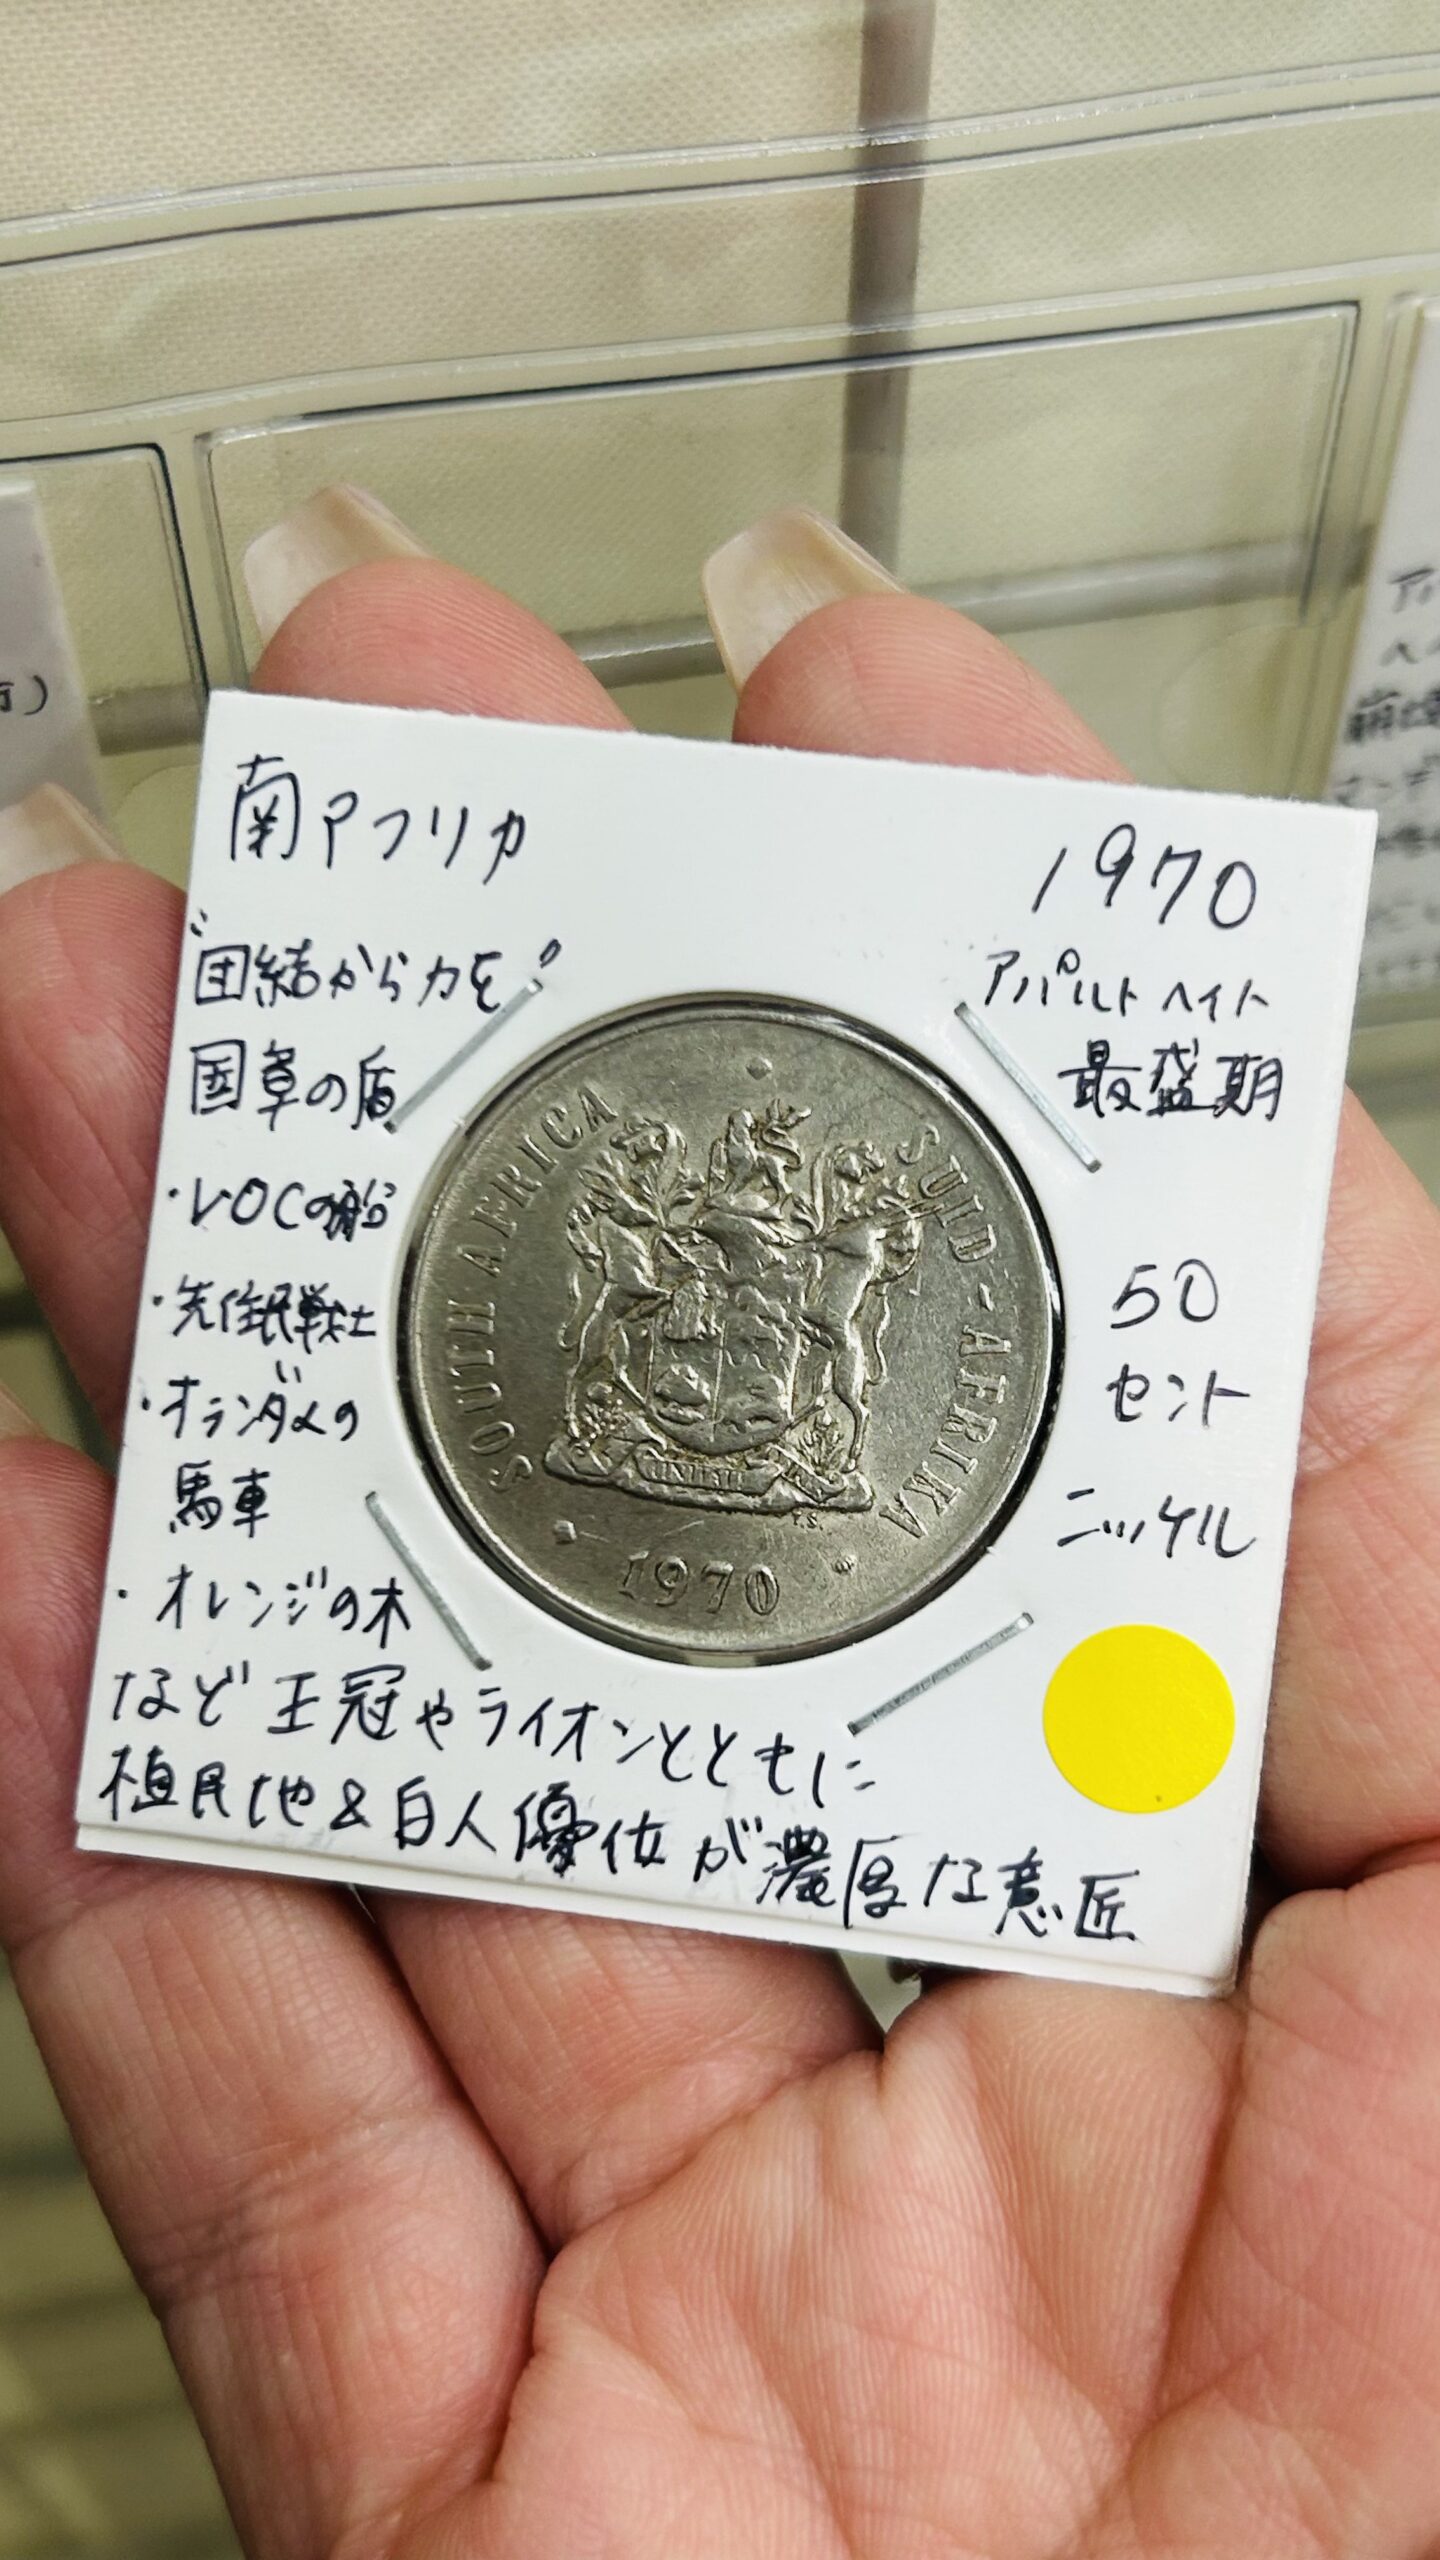 南アフリカ
1970
"団結から力を"
アパルトヘイト
最盛期
国章の盾
・VOCの船
・先住民戦士
・オランダ人の
馬車
・オレンジの木
など王冠やライオンとともに
植民地&白人優位が濃厚な意匠
50
セント
ニッケル
SOUTH AFRICA
SUID-AFRIKA
T.S.
・1970・